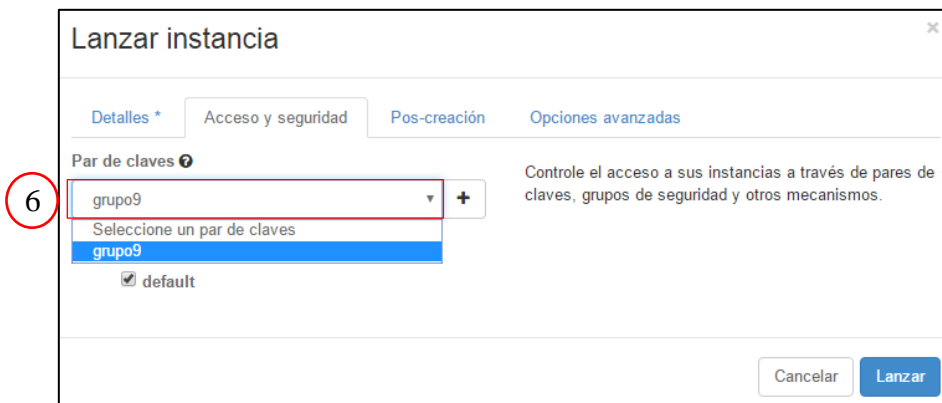 Lanzar instancia
×
Detalles *
Acceso y seguridad
Pos-creación
Opciones avanzadas
Par de claves ?
6
grupo9
+
Seleccione un par de claves
grupo9
default
Controle el acceso a sus instancias a través de pares de
claves, grupos de seguridad y otros mecanismos.
Cancelar
Lanzar